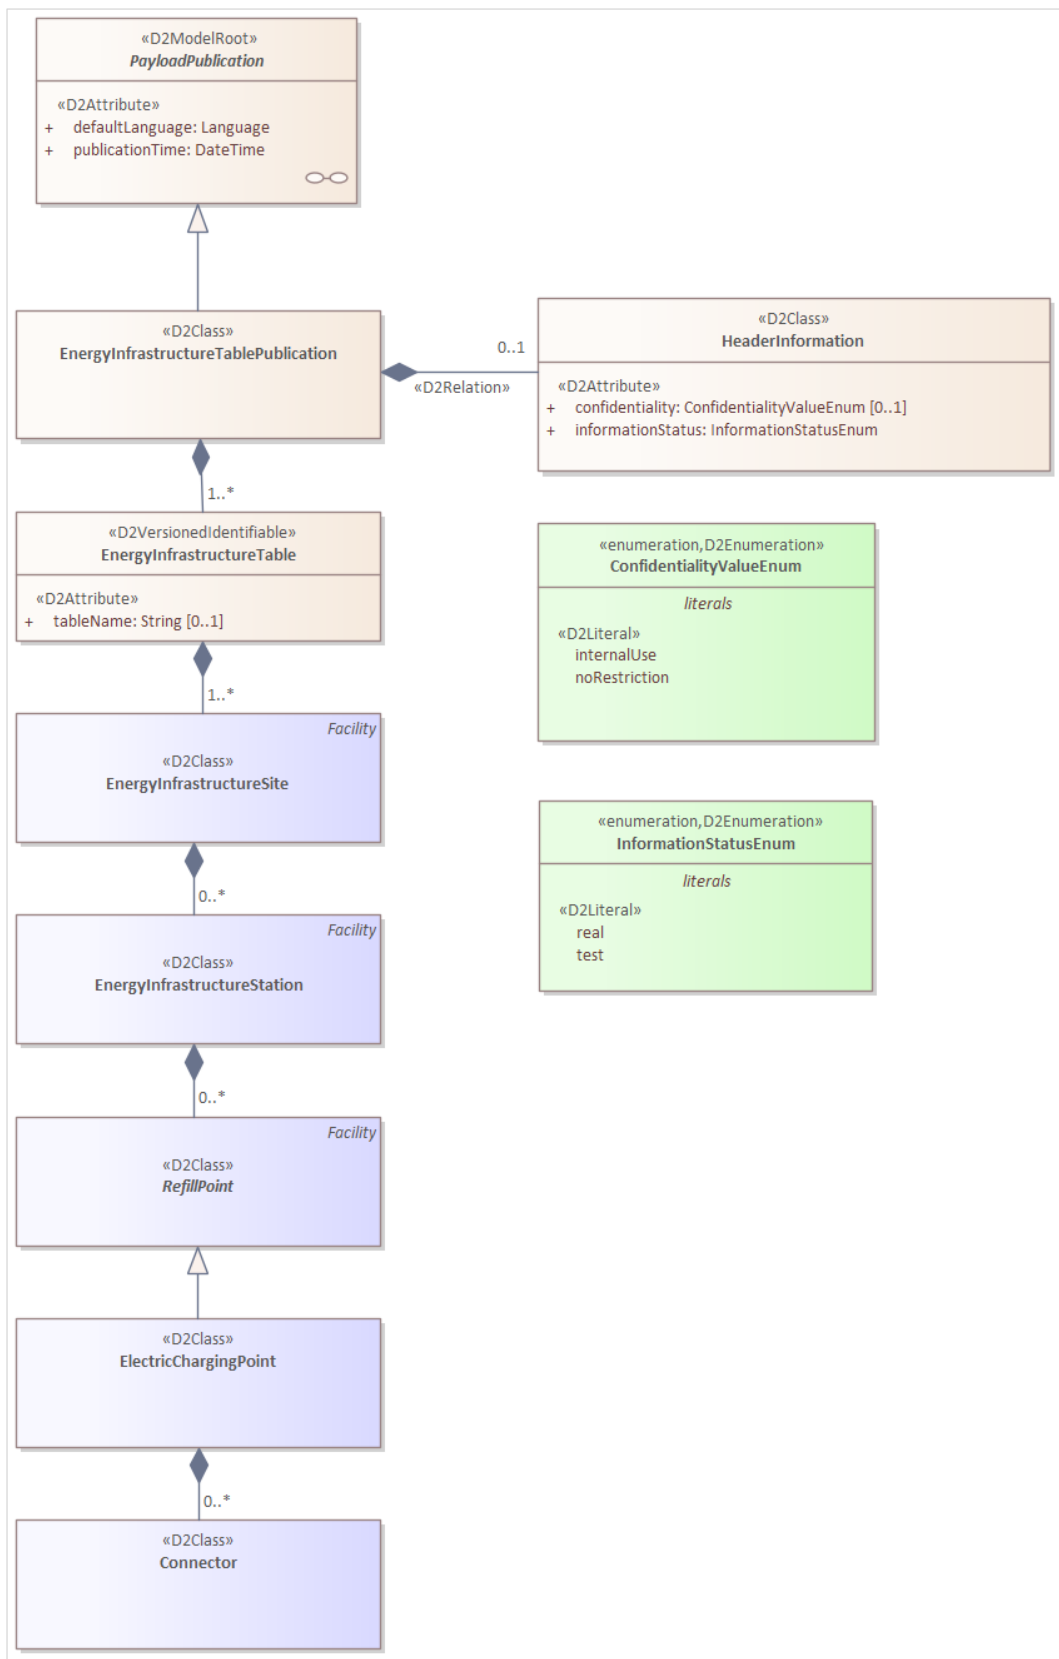 «D2ModelRoot»
PayloadPublication
«D2Attribute»
+ defaultLanguage: Language
+ publicationTime: DateTime
«D2Class»
EnergyInfrastructureTablePublication
0..1
«D2Relation»
«D2Class»
HeaderInformation
«D2Attribute»
+ confidentiality: ConfidentialityValueEnum [0..1]
+ informationStatus: InformationStatusEnum
1..*
«D2VersionedIdentifiable»
EnergyInfrastructureTable
«D2Attribute»
+ tableName: String [0..1]
«enumeration,D2Enumeration»
ConfidentialityValueEnum
literals
«D2Literal»
internalUse
noRestriction
1..*
Facility
«D2Class»
EnergyInfrastructureSite
«enumeration,D2Enumeration»
InformationStatusEnum
literals
«D2Literal»
real
test
0..*
Facility
«D2Class»
EnergyInfrastructureStation
0..*
Facility
«D2Class»
RefillPoint
«D2Class»
ElectricChargingPoint
0..*
«D2Class»
Connector